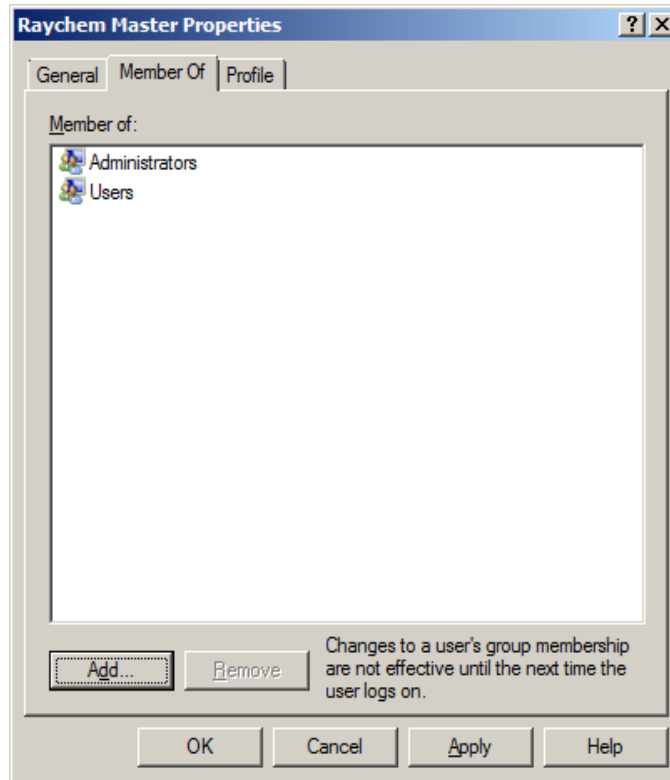 Raychem Master Properties
General Member Of Profile
Member of:
Administrators
Users
Add... Remove
Changes to a user's group membership
are not effective until the next time the
user logs on.
OK Cancel Apply Help